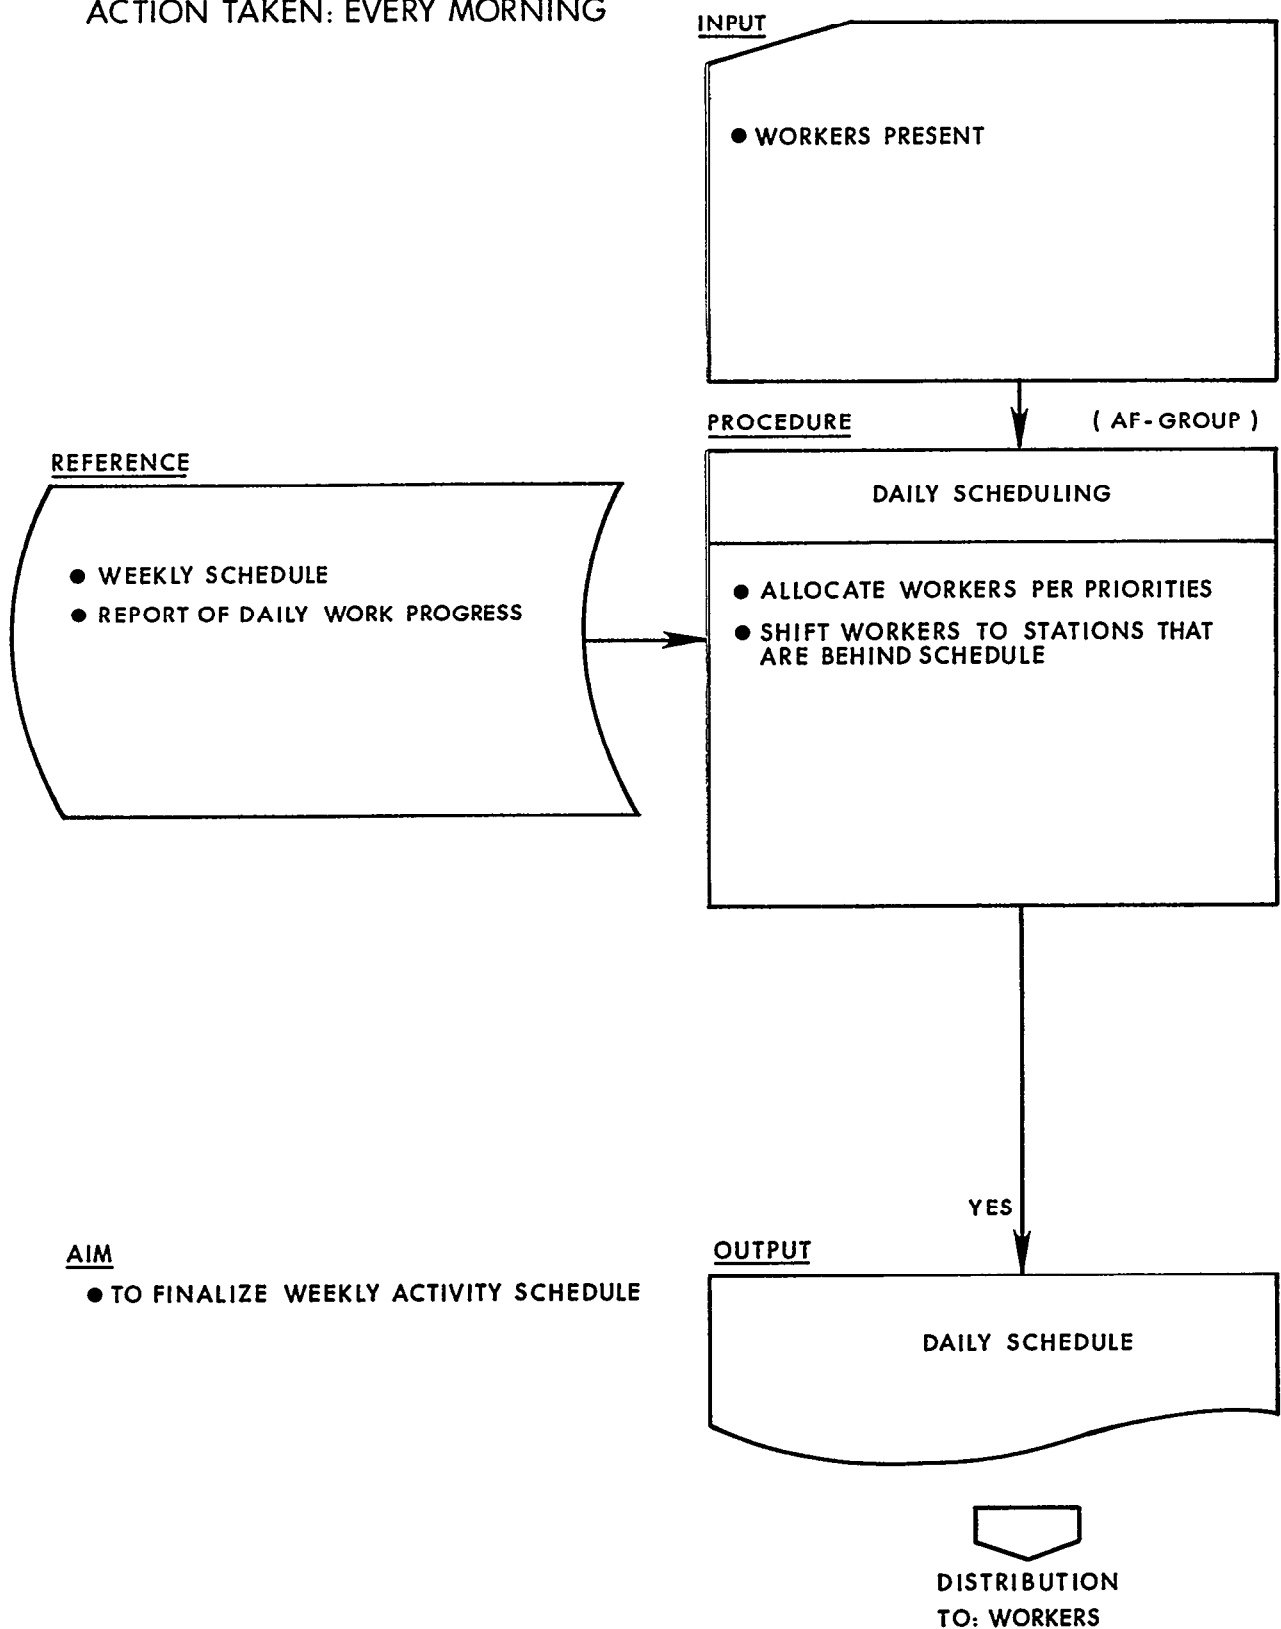 ACTION TAKEN: EVERY MORNING
INPUT
● WORKERS PRESENT
PROCEDURE
( AF-GROUP )
REFERENCE
DAILY SCHEDULING
● WEEKLY SCHEDULE
● REPORT OF DAILY WORK PROGRESS
● ALLOCATE WORKERS PER PRIORITIES
● SHIFT WORKERS TO STATIONS THAT
ARE BEHIND SCHEDULE
YES
AIM
● TO FINALIZE WEEKLY ACTIVITY SCHEDULE
OUTPUT
DAILY SCHEDULE
DISTRIBUTION
TO: WORKERS